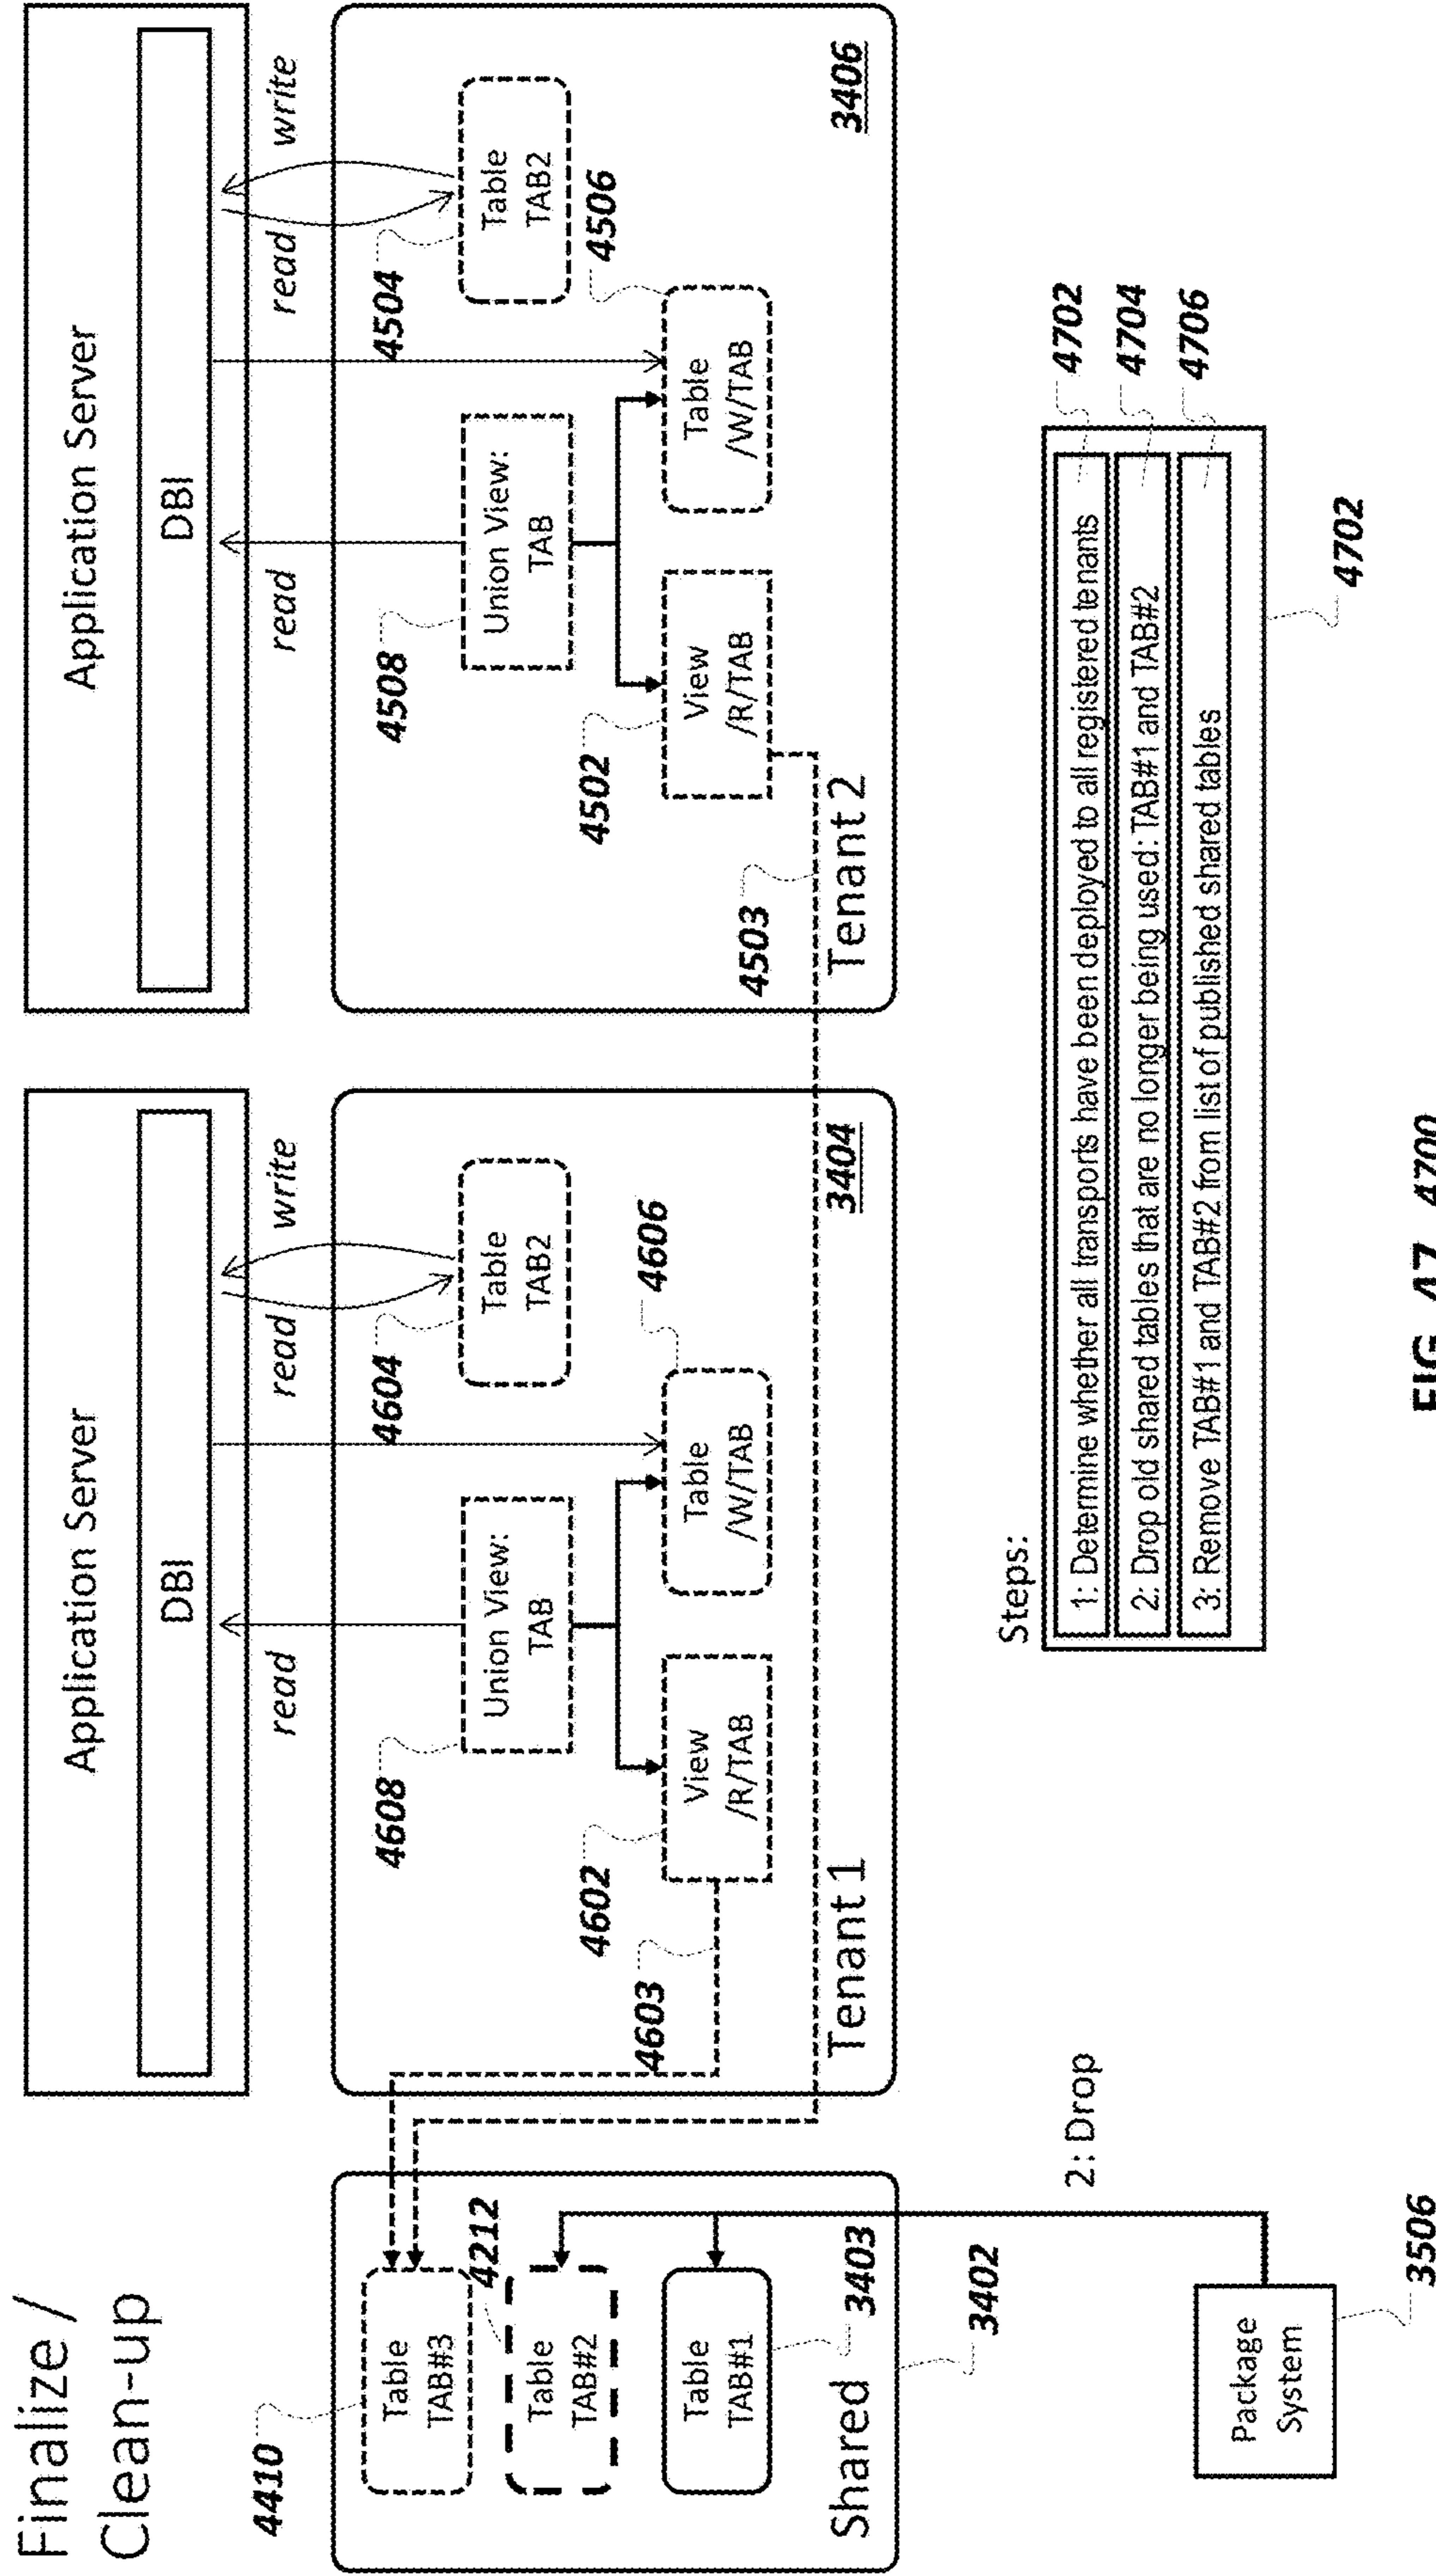 Finalize /
Clean-up
Application Server
DBI
Application Server
DBI
read
read
write
read
read
write
4410
Table
TAB#3
4212
Table
TAB#2
Table
TAB#1
3403
Shared
3402
4608
Union View:
TAB
4604
Table
TAB2
4602
View
/R/TAB
4606
Table
/W/TAB
4603
Tenant 1
3404
4508
Union View:
TAB
4504
Table
TAB2
4502
View
/R/TAB
4506
Table
/W/TAB
4503
Tenant 2
3406
2: Drop
Package
System
3506
Steps:
1: Determine whether all transports have been deployed to all registered tenants
4702
2: Drop old shared tables that are no longer being used: TAB#1 and TAB#2
4704
3: Remove TAB#1 and TAB#2 from list of published shared tables
4706
4702
FIG. 47 4700